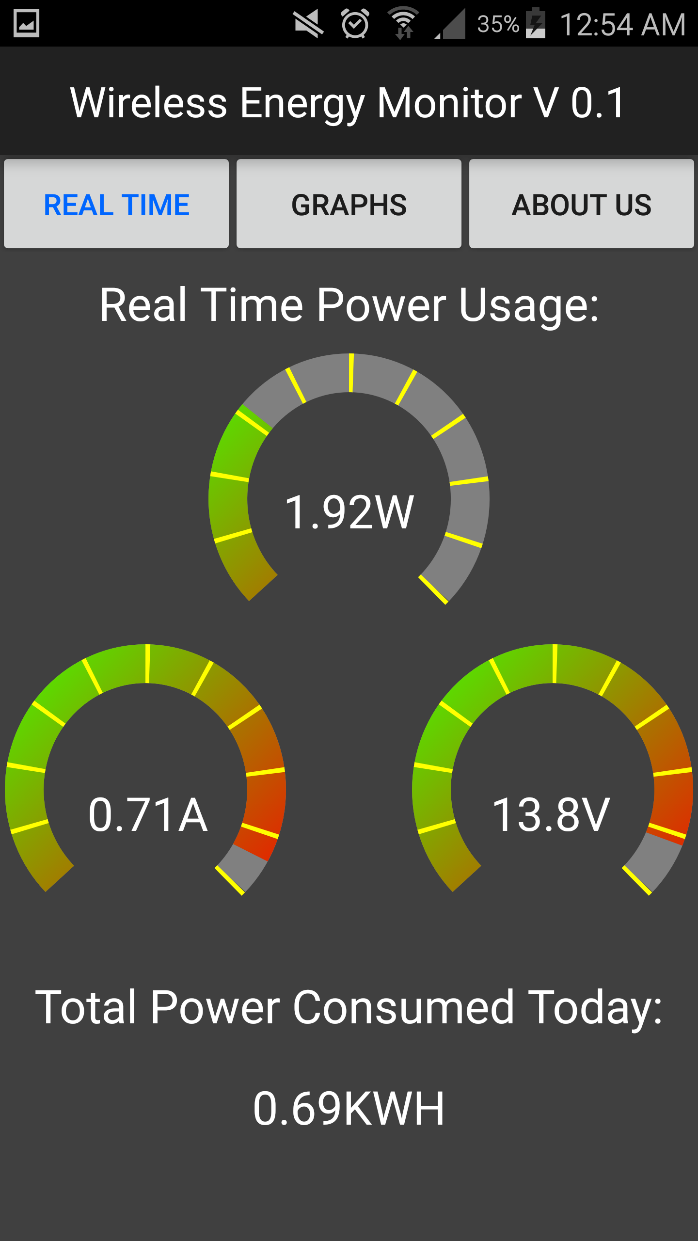 35% 12:54 AM
Wireless Energy Monitor V 0.1
REAL TIME GRAPHS ABOUT US
Real Time Power Usage:
1.92W
0.71A 13.8V
Total Power Consumed Today:
0.69KWH